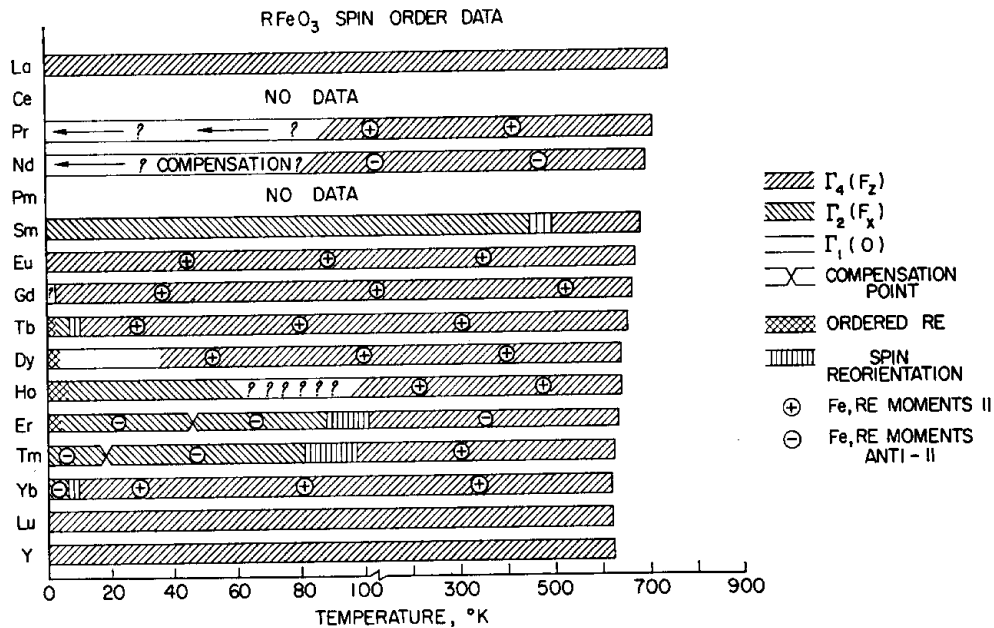 RFeO3 SPIN ORDER DATA
La
Ce NO DATA
Pr ? ?
Nd ? COMPENSATION?
Pm NO DATA
Sm
Eu
Gd ?
Tb
Dy
Ho ? ? ? ? ? ?
Er
Tm
Yb
Lu
Y
0 20 40 60 80 100 300 500 700 900
TEMPERATURE, °K
Γ4(Fz)
Γ2(Fx)
Γ1(O)
COMPENSATION
POINT
ORDERED RE
SPIN
REORIENTATION
⊕ Fe, RE MOMENTS II
⊖ Fe, RE MOMENTS
ANTI-II